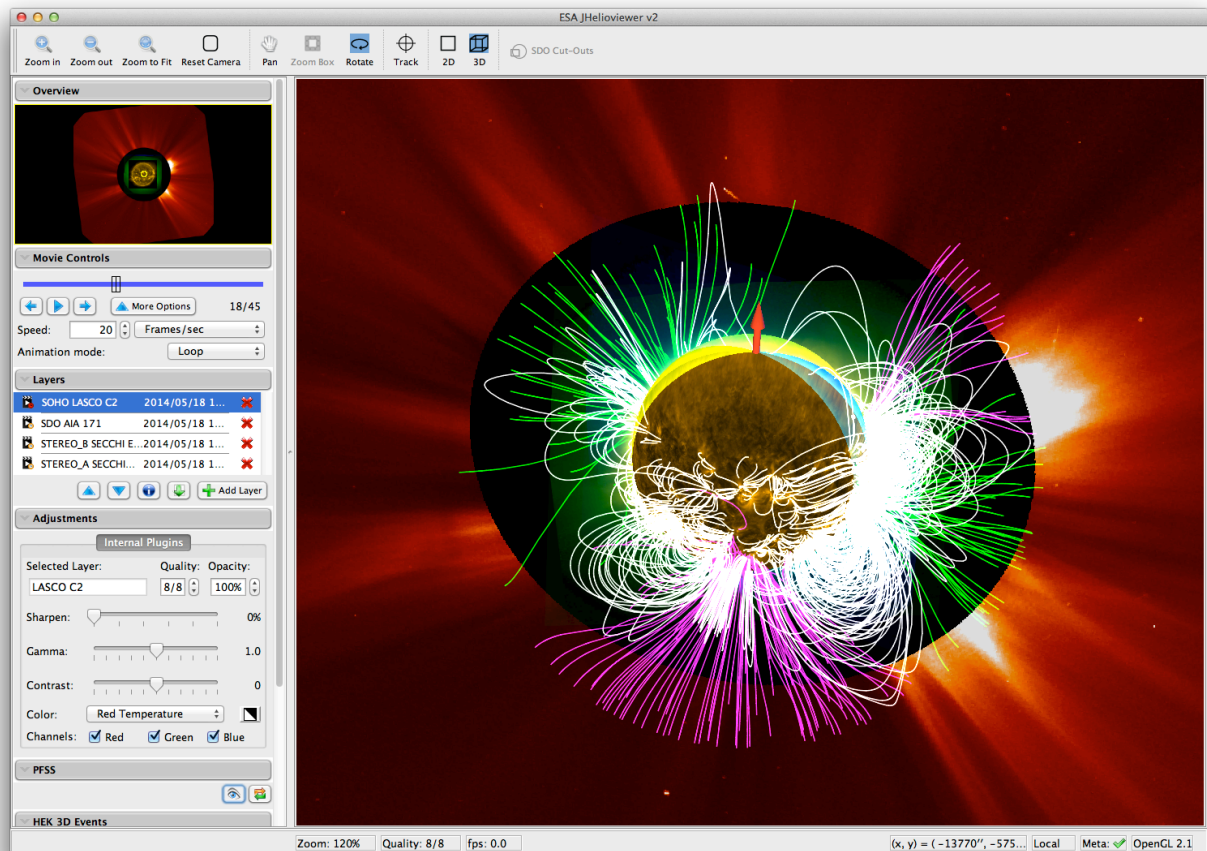 ESA JHelioviewer v2
Zoom in Zoom out Zoom to Fit Reset Camera Pan Zoom Box Rotate Track 2D 3D SDO Cut-Outs
Overview
Movie Controls
More Options 18/45
Speed: 20 Frames/sec
Animation mode: Loop
Layers
SOHO LASCO C2 2014/05/18 1...
SDO AIA 171 2014/05/18 1...
STEREO_B SECCHI E...2014/05/18 1...
STEREO_A SECCHI... 2014/05/18 1...
Add Layer
Adjustments
Internal Plugins
Selected Layer: Quality: Opacity:
LASCO C2 8/8 100%
Sharpen: 0%
Gamma: 1.0
Contrast: 0
Color: Red Temperature
Channels: Red Green Blue
PFSS
HEK 3D Events
Zoom: 120% Quality: 8/8 fps: 0.0 (x, y) = ( -13770’’, -575... Local Meta: OpenGL 2.1